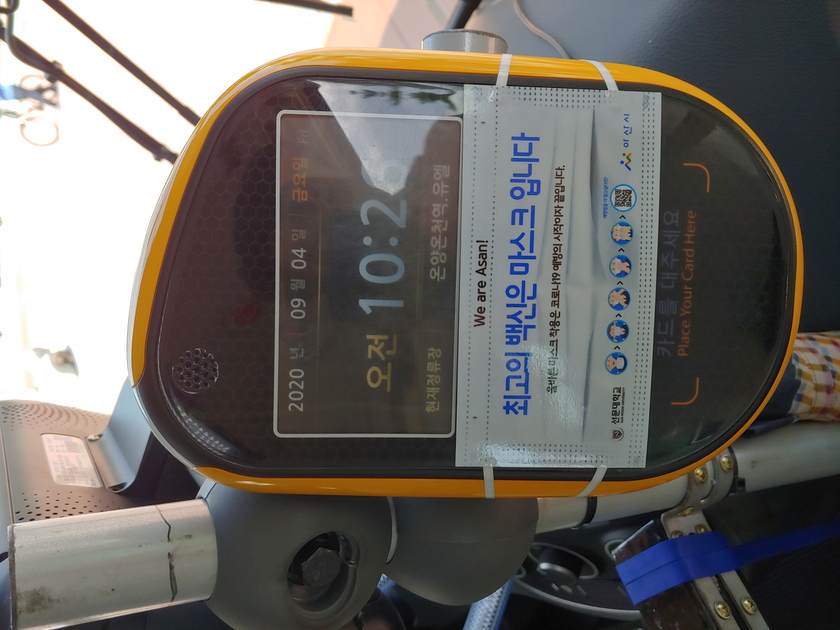 2020 년 09 월 04 일 금요일
오전 10:2
현재정류장 온양온천역.유엘
We are Asan!
최고의 백신은 마스크 입니다
올바른 마스크 착용은 코로나19 예방의 시작이자 끝입니다.
선문대학교
아산시
카드를 대주세요
Place Your Card Here